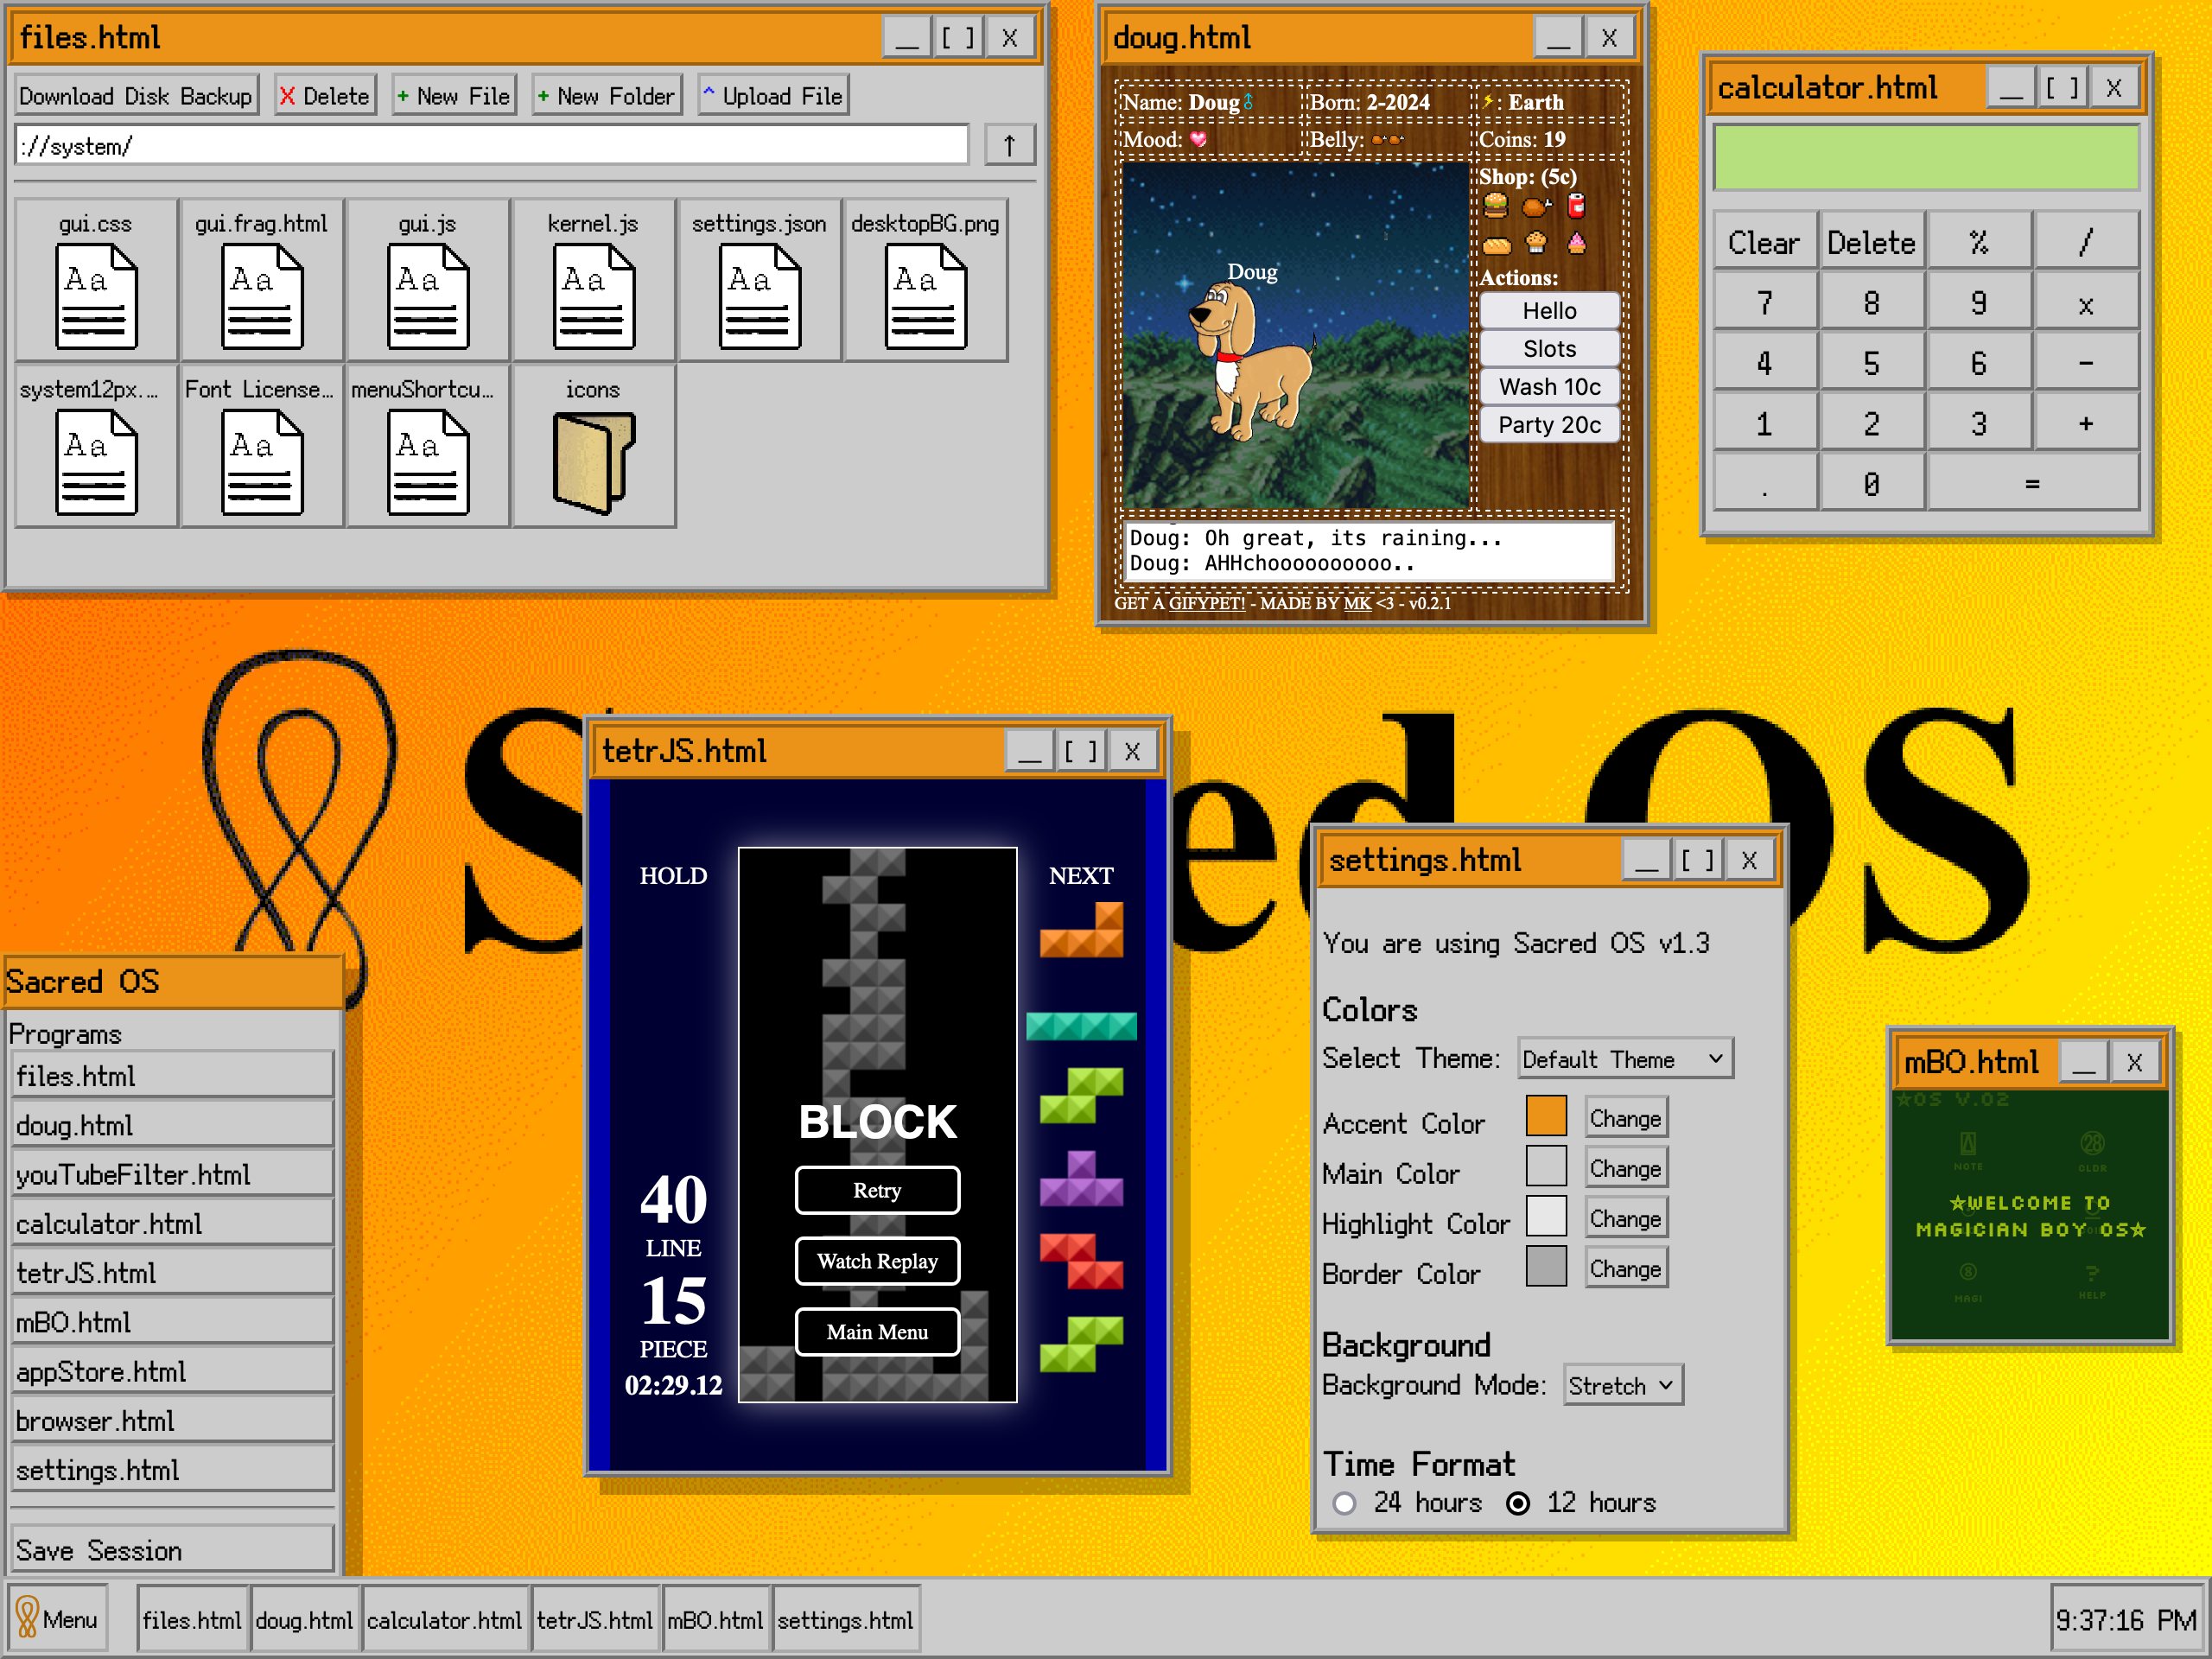 files.html
__ [ ] X
Download Disk Backup
X Delete
+ New File
+ New Folder
^ Upload File
://system/
↑
gui.css
gui.frag.html
gui.js
kernel.js
settings.json
desktopBG.png
system12px....
Font License...
menuShortcu...
icons
doug.html
__ X
Name: Doug♂
Born: 2-2024
⚡: Earth
Mood:
Belly:
Coins: 19
Shop: (5c)
Doug
Actions:
Hello
Slots
Wash 10c
Party 20c
Doug: Oh great, its raining...
Doug: AHHchoooooooooo..
GET A GIFYPET! - MADE BY MK <3 - v0.2.1
calculator.html
__ [ ] X
Clear Delete % /
7 8 9 x
4 5 6 -
1 2 3 +
. 0 =
S ed OS
tetrJS.html
__ [ ] X
HOLD
NEXT
BLOCK
Retry
Watch Replay
Main Menu
40
LINE
15
PIECE
02:29.12
settings.html
__ [ ] X
You are using Sacred OS v1.3
Colors
Select Theme: Default Theme
Accent Color Change
Main Color Change
Highlight Color Change
Border Color Change
Background
Background Mode: Stretch
Time Format
24 hours 12 hours
mBO.html
__ X
☆OS V.02
NOTE
CLDR
☆WELCOME TO
MAGICIAN BOY OS☆
MAGI
HELP
Sacred OS
Programs
files.html
doug.html
youTubeFilter.html
calculator.html
tetrJS.html
mBO.html
appStore.html
browser.html
settings.html
Save Session
Menu
files.html
doug.html
calculator.html
tetrJS.html
mBO.html
settings.html
9:37:16 PM